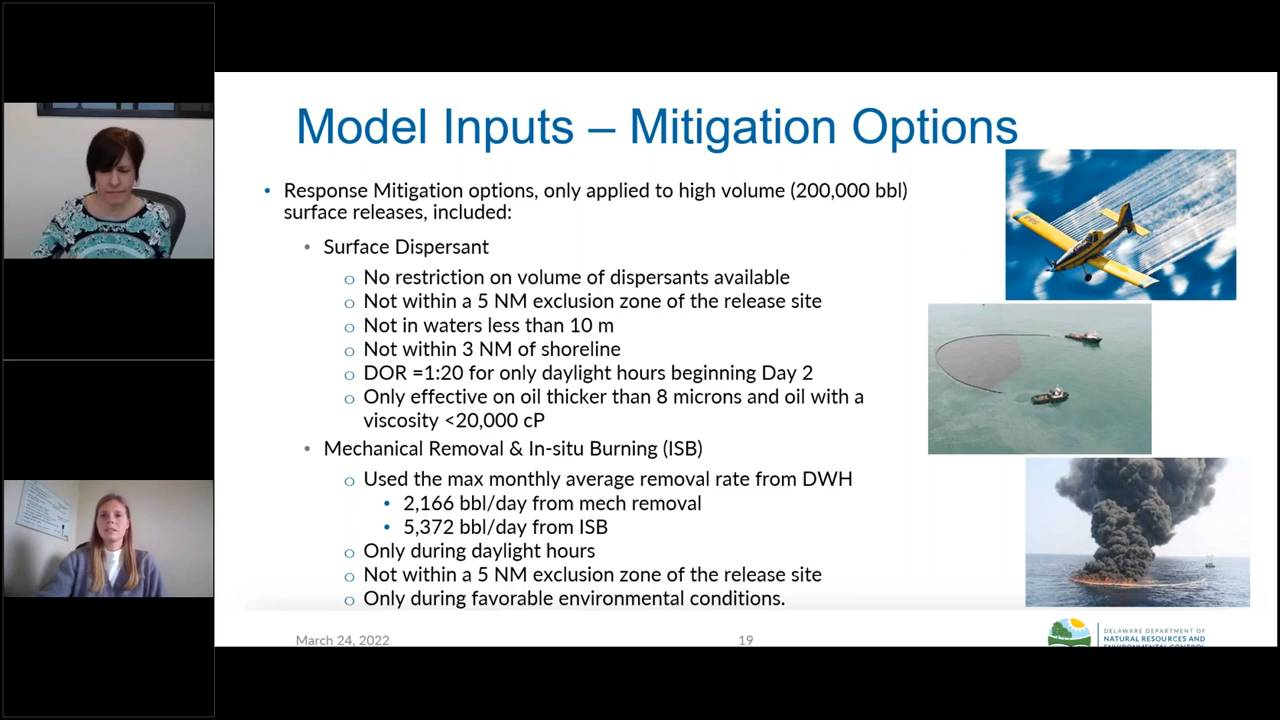 Model Inputs – Mitigation Options
• Response Mitigation options, only applied to high volume (200,000 bbl)
surface releases, included:
• Surface Dispersant
o No restriction on volume of dispersants available
o Not within a 5 NM exclusion zone of the release site
o Not in waters less than 10 m
o Not within 3 NM of shoreline
o DOR =1:20 for only daylight hours beginning Day 2
o Only effective on oil thicker than 8 microns and oil with a
viscosity <20,000 cP
• Mechanical Removal & In-situ Burning (ISB)
o Used the max monthly average removal rate from DWH
• 2,166 bbl/day from mech removal
• 5,372 bbl/day from ISB
o Only during daylight hours
o Not within a 5 NM exclusion zone of the release site
o Only during favorable environmental conditions.
March 24, 2022
19
DELAWARE DEPARTMENT OF
NATURAL RESOURCES AND
ENVIRONMENTAL CONTROL